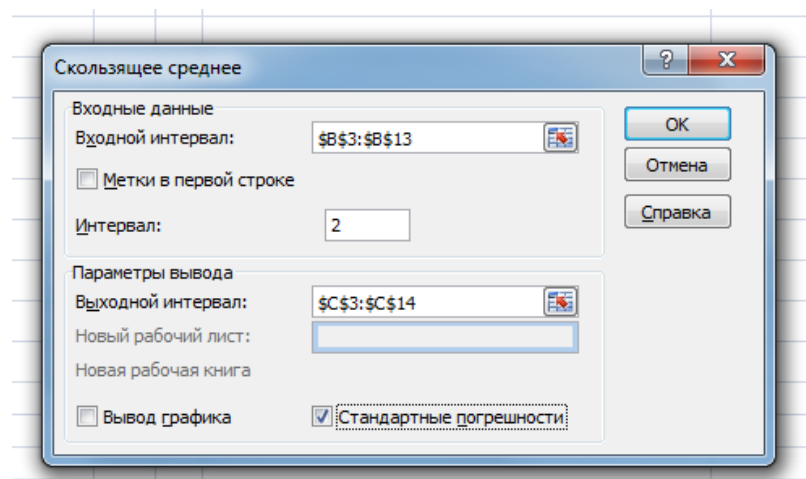 Скользящее среднее
Входные данные
Входной интервал: $B$3:$B$13
Метки в первой строке
Интервал: 2
Параметры вывода
Выходной интервал: $C$3:$C$14
Новый рабочий лист:
Новая рабочая книга
Вывод графика Стандартные погрешности
? X
OK
Отмена
Справка